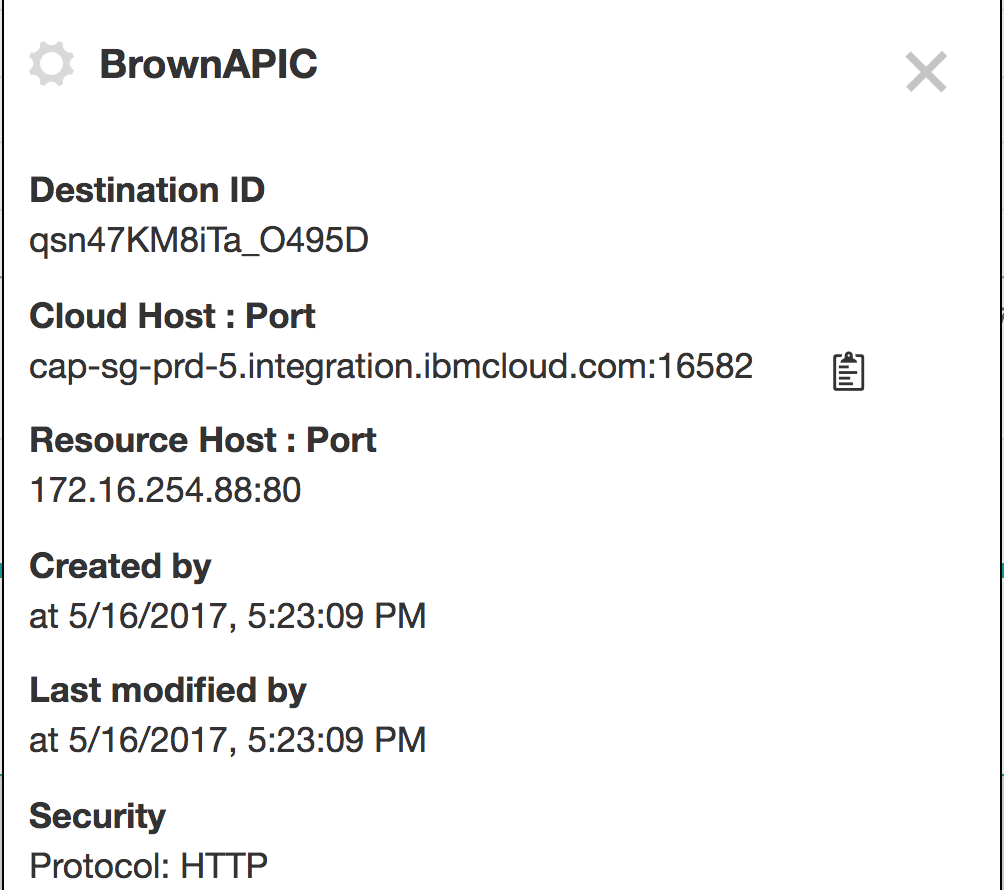 BrownAPIC
Destination ID
qsn47KM8iTa_O495D
Cloud Host : Port
cap-sg-prd-5.integration.ibmcloud.com:16582
Resource Host : Port
172.16.254.88:80
Created by
at 5/16/2017, 5:23:09 PM
Last modified by
at 5/16/2017, 5:23:09 PM
Security
Protocol: HTTP